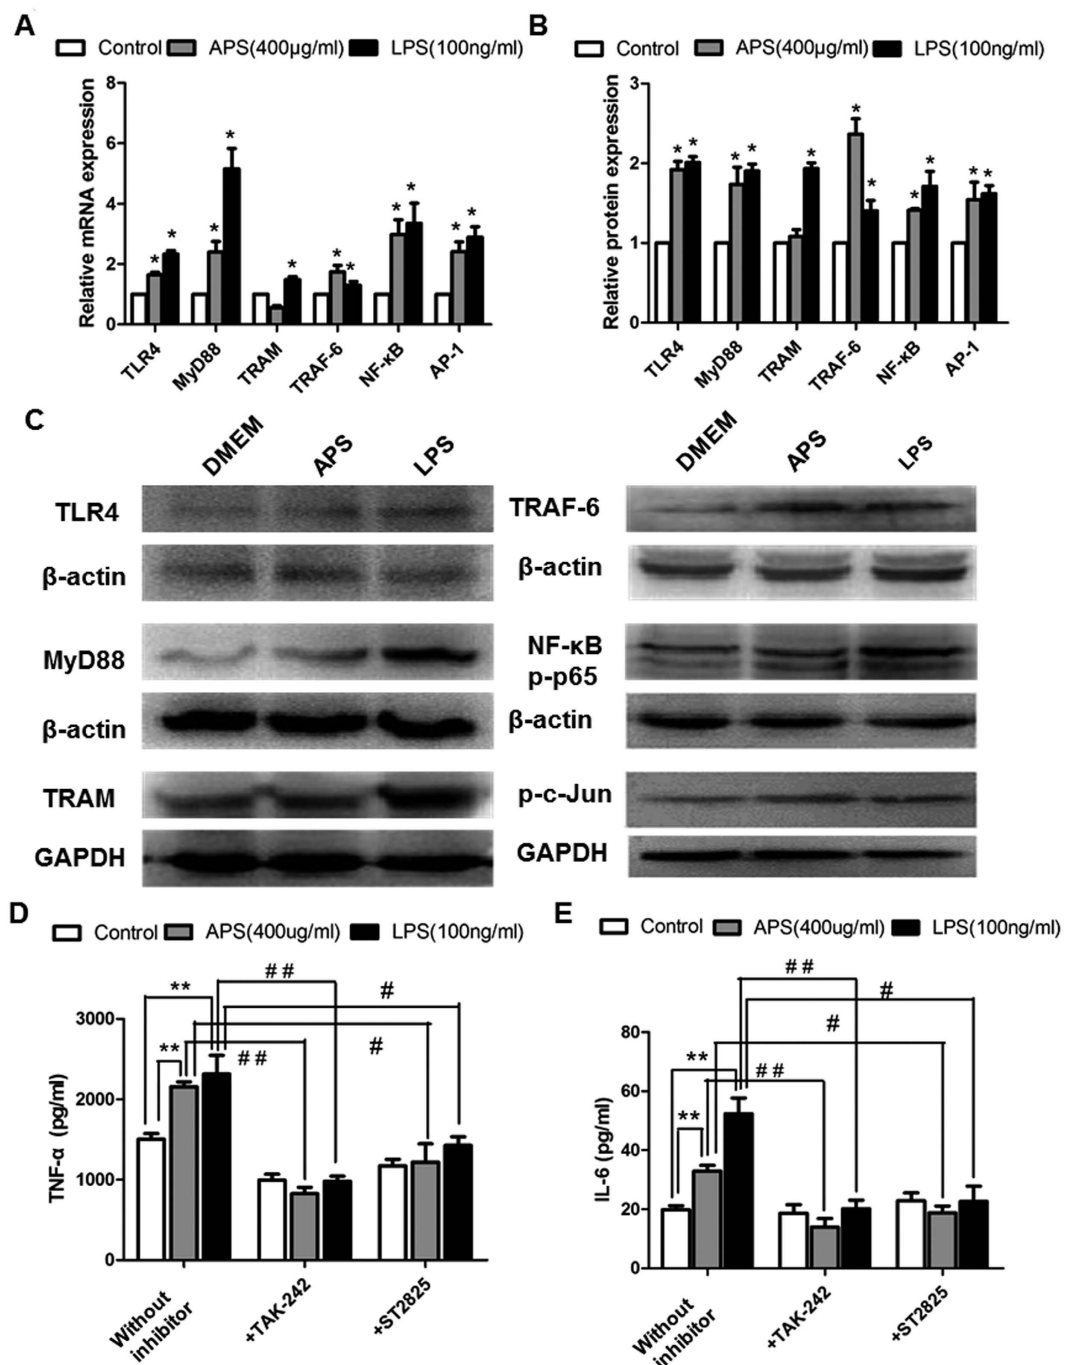 A
Control APS(400µg/ml) LPS(100ng/ml)
Relative mRNA expression
8
6
4
2
0
* * * * * * * * * * *
TLR4 MyD88 TRAM TRAF-6 NF-κB AP-1
B
Control APS(400µg/ml) LPS(100ng/ml)
Relative protein expression
3
2
1
0
* * * * * * * * * * *
TLR4 MyD88 TRAM TRAF-6 NF-κB AP-1
C
DMEM APS LPS
TLR4
β-actin
MyD88
β-actin
TRAM
GAPDH
DMEM APS LPS
TRAF-6
β-actin
NF-κB
p-p65
β-actin
p-c-Jun
GAPDH
D
Control APS(400ug/ml) LPS(100ng/ml)
TNF-α (pg/ml)
3000
2000
1000
0
##
**
#
**
##
#
Without
inhibitor
+TAK-242
+ST2825
E
Control APS(400ug/ml) LPS(100ng/ml)
IL-6 (pg/ml)
80
60
40
20
0
##
#
#
**
##
**
Without
inhibitor
+TAK-242
+ST2825